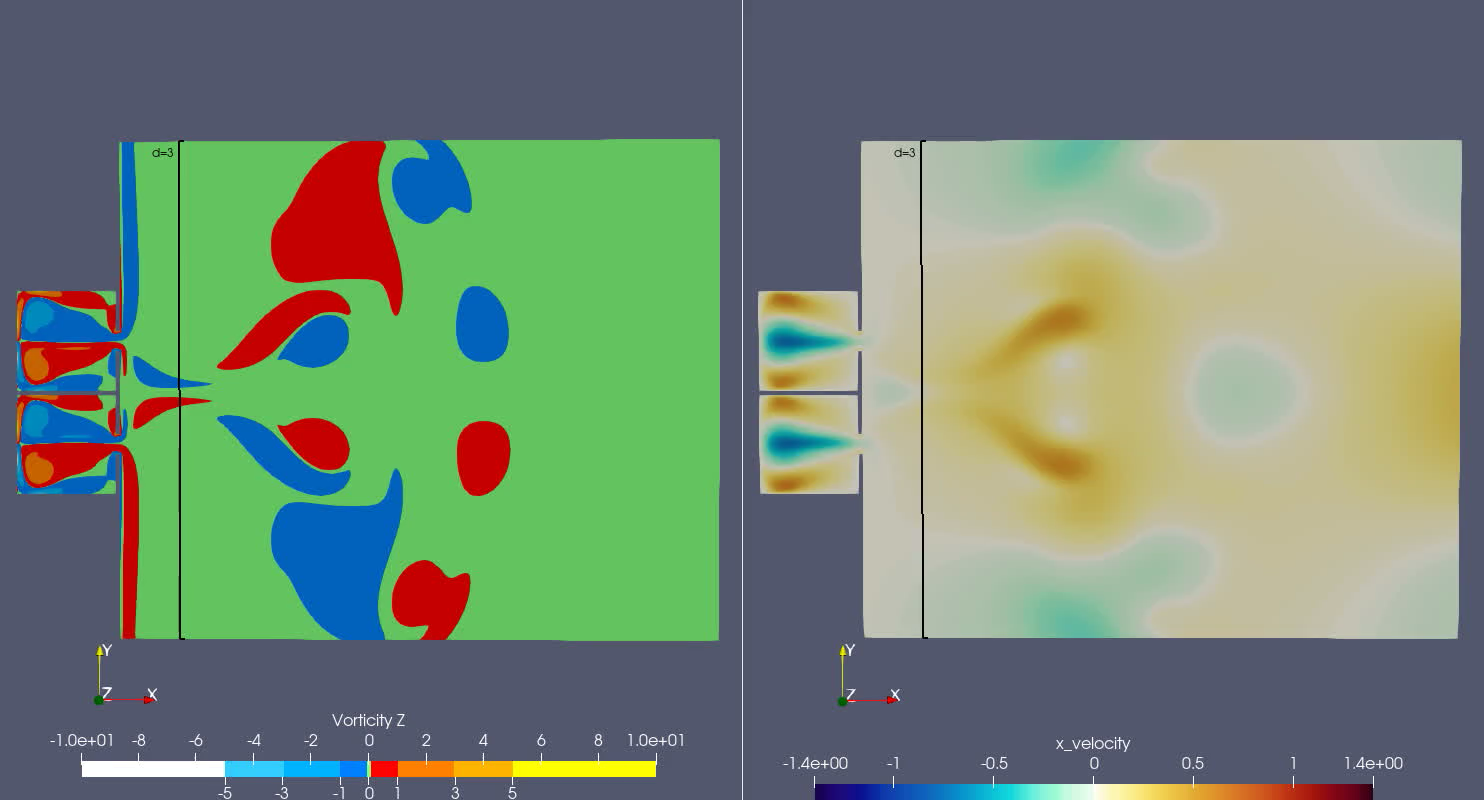 d=3
Y
Z
X
Vorticity Z
-1.0e+01 -8 -6 -4 -2 0 2 4 6 8 1.0e+01
-5 -3 -1 0 1 3 5
d=3
Y
Z
X
x_velocity
-1.4e+00 -1 -0.5 0 0.5 1 1.4e+00